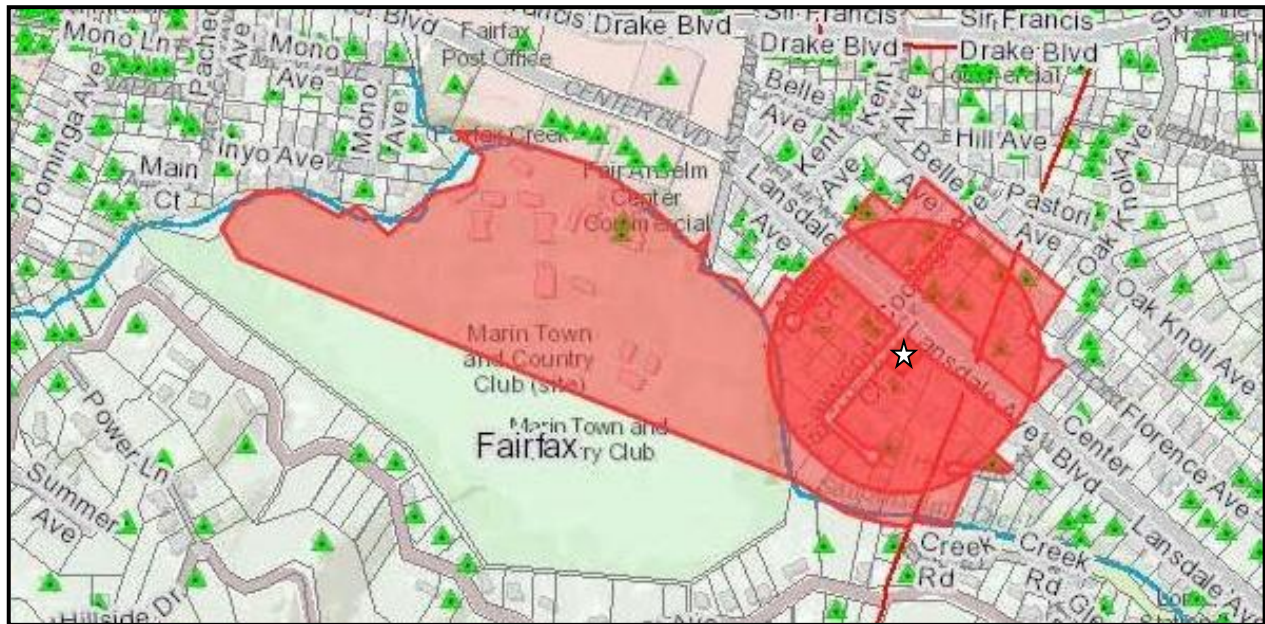 Sir Francis
Sir Francis
Drake Blvd
Drake Blvd
Drake Blvd
Mono Ln
Pacheco
Ave
Mono
Ave
Fairfax
Post Office
Commercial
Belle
Ave
Kent
Ave
CENTER BLVD
Mono
Ave
Hill Ave
Dominga Ave
Main
Ct
Inyo Ave
Fairfax Creek
Fair Anselm
Center
Commercial
Kent
Ave
Belle
Ave
Pastori
Ave
Oak Knoll Ave
Lansdale
Ave
Oak Knoll Ave
Marin Town
and Country
Club (site)
Lansdale Ave
Marin Town and
Fairfax
ry Club
Power Ln
Florence Ave
Center
Blvd
Summer
Ave
Lansdale Ave
Creek
Rd
Creek
Rd
Hillside Dr
Ave